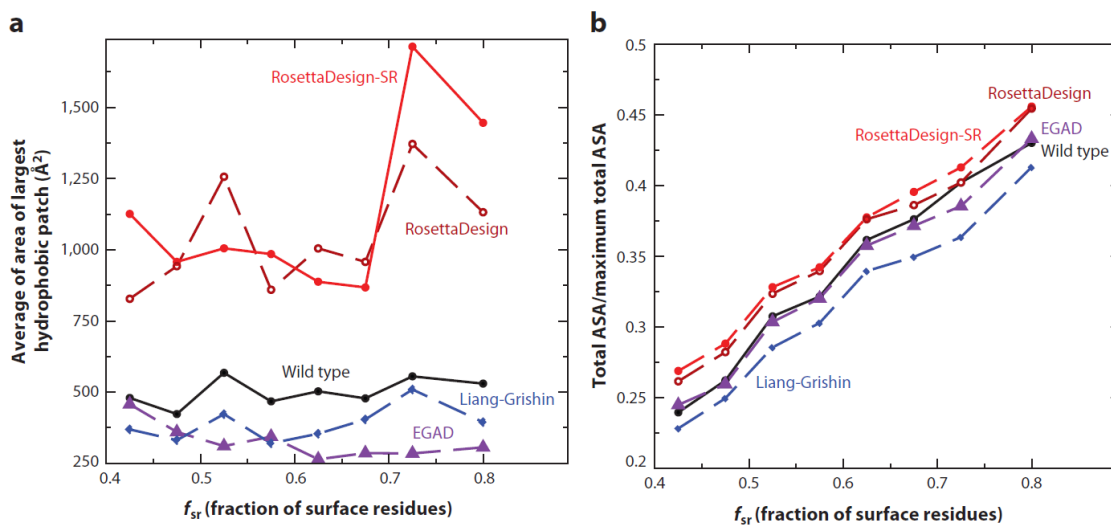 a
Average of area of largest
hydrophobic patch (Å²)
1,500
1,250
1,000
750
500
250
0.4
0.5
0.6
0.7
0.8
fsr (fraction of surface residues)
RosettaDesign-SR
RosettaDesign
Wild type
Liang-Grishin
EGAD
b
Total ASA/maximum total ASA
0.5
0.45
0.4
0.35
0.3
0.25
0.2
0.4
0.5
0.6
0.7
0.8
fsr (fraction of surface residues)
RosettaDesign
RosettaDesign-SR
EGAD
Wild type
Liang-Grishin